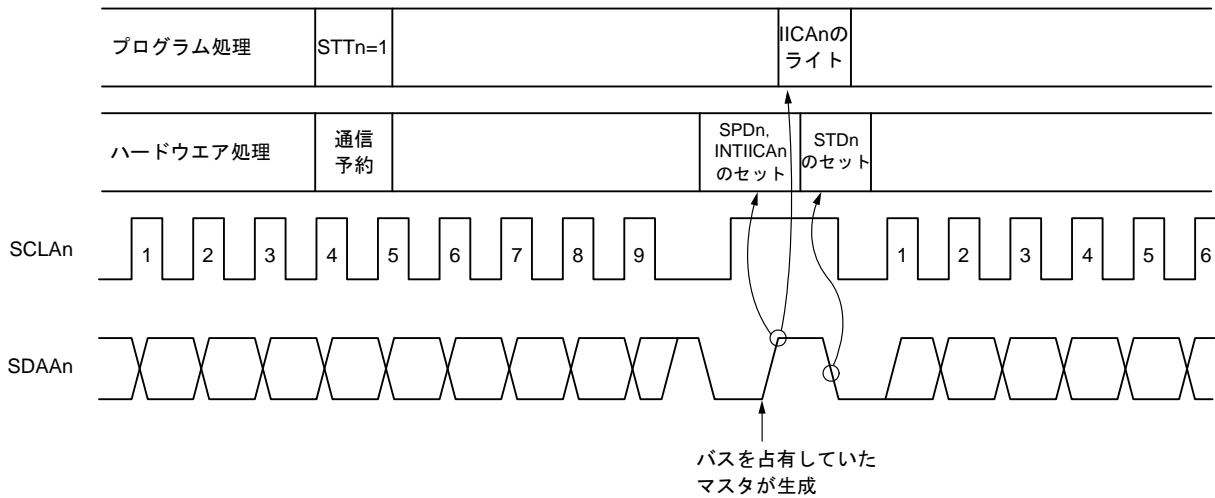 プログラム処理
STTn=1
IICAnの
ライト
ハードウエア処理
通信
予約
SPDn,
INTIICAn
のセット
STDn
のセット
SCLAn
1 2 3 4 5 6 7 8 9 1 2 3 4 5 6
SDAAn
バスを占有していた
マスタが生成